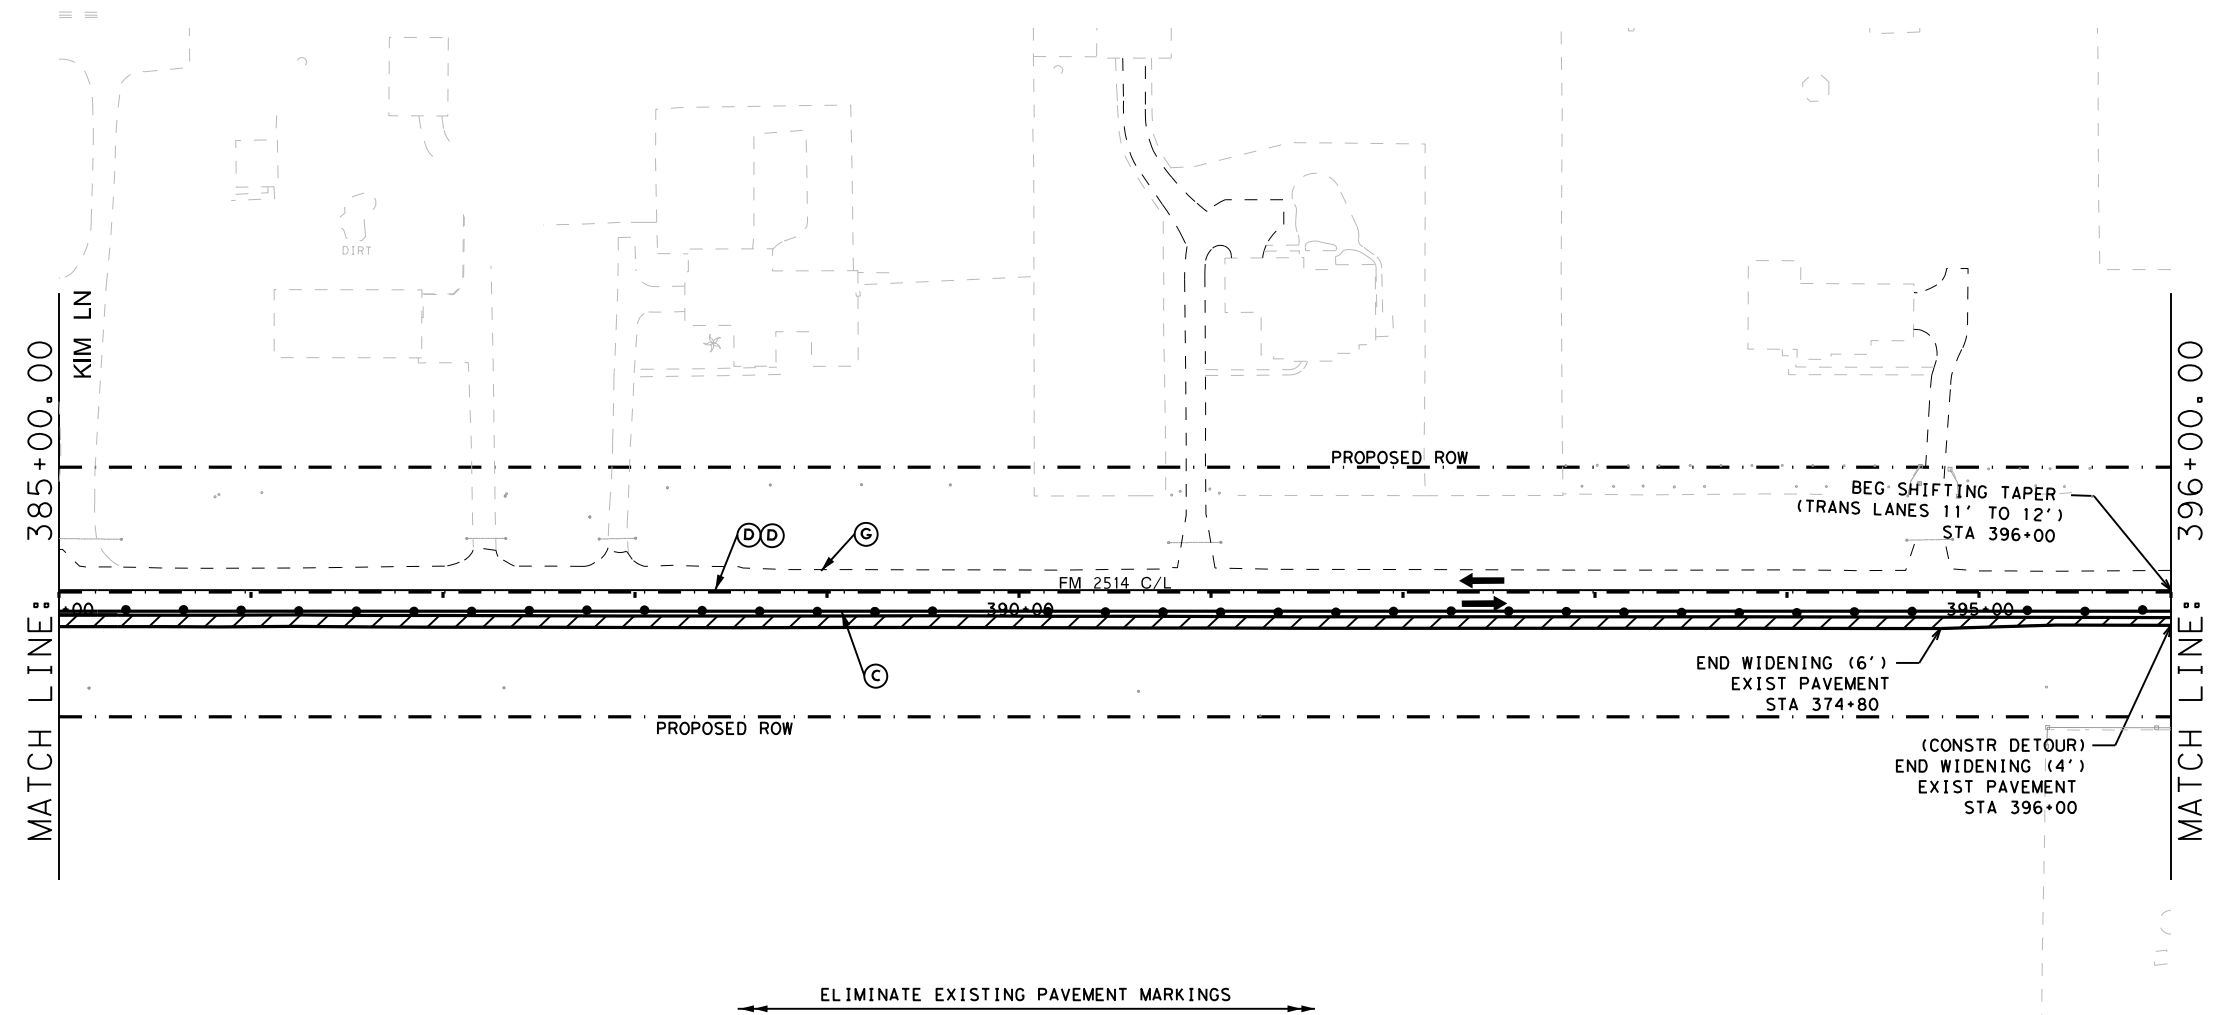 DIRT
KIM LN
MATCH LINE: 385+00.00
MATCH LINE: 396+00.00
PROPOSED ROW
BEG SHIFTING TAPER
(TRANS LANES 11' TO 12')
STA 396+00
D D
G
FM 2514 C/L
+00
390+00
395+00
C
END WIDENING (6')
EXIST PAVEMENT
STA 374+80
PROPOSED ROW
(CONSTR DETOUR)
END WIDENING (4')
EXIST PAVEMENT
STA 396+00
ELIMINATE EXISTING PAVEMENT MARKINGS